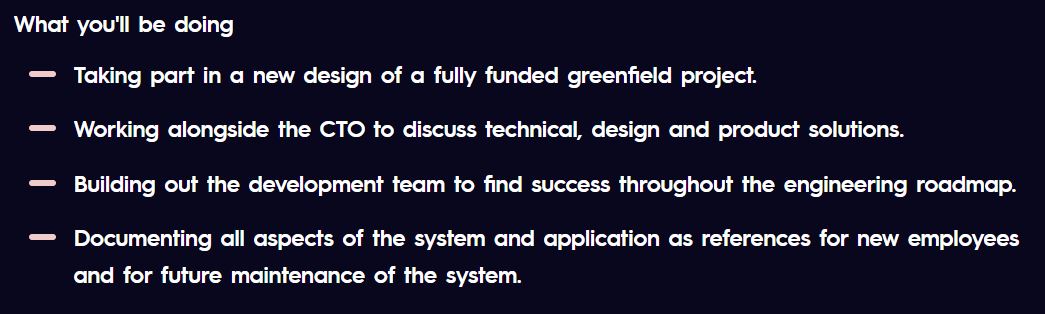 What you'll be doing
Taking part in a new design of a fully funded greenfield project.
Working alongside the CTO to discuss technical, design and product solutions.
Building out the development team to find success throughout the engineering roadmap.
Documenting all aspects of the system and application as references for new employees
and for future maintenance of the system.